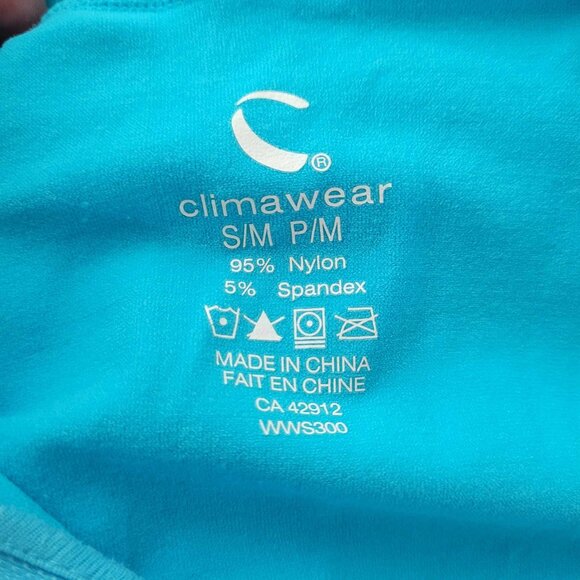 ®
climawear
S/M P/M
95% Nylon
5% Spandex
MADE IN CHINA
FAIT EN CHINE
CA 42912
WWS300